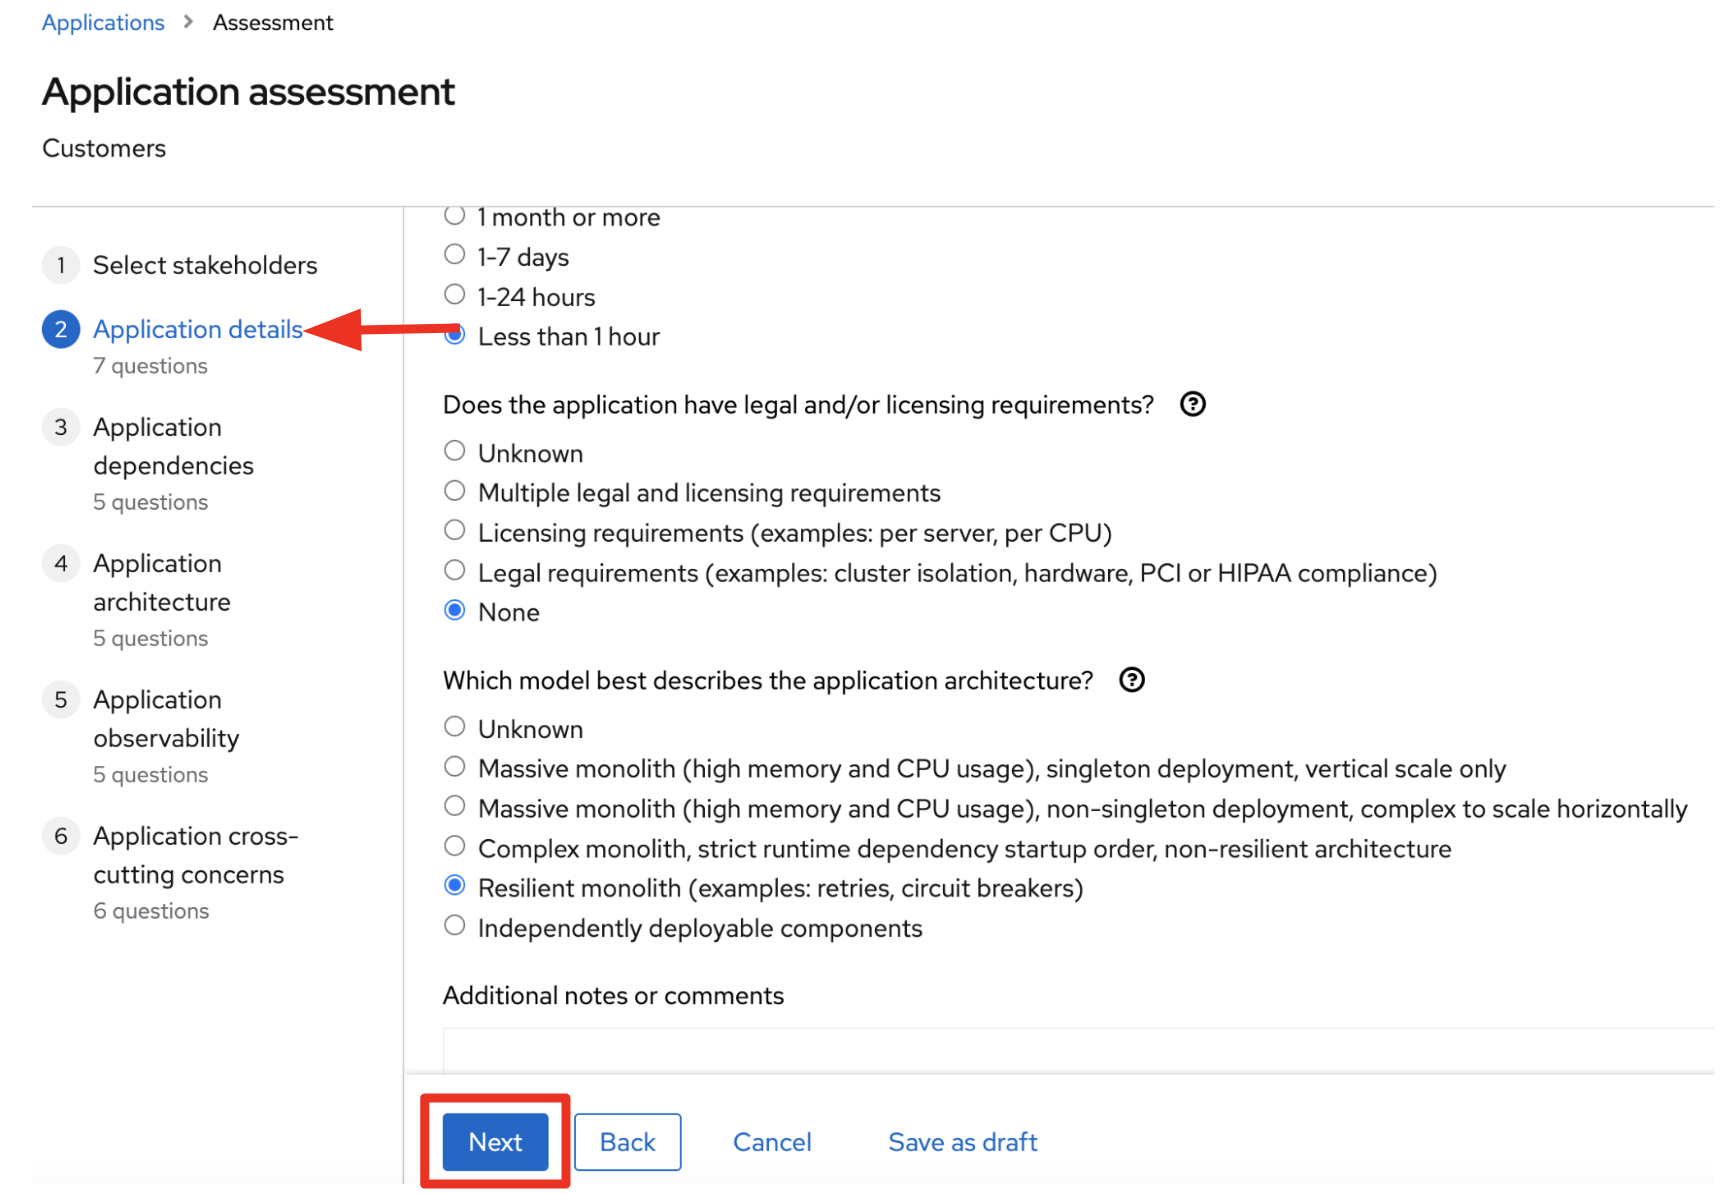 Applications > Assessment
Application assessment
Customers
1 Select stakeholders
2 Application details
7 questions
3 Application
dependencies
5 questions
4 Application
architecture
5 questions
5 Application
observability
5 questions
6 Application cross-
cutting concerns
6 questions
1 month or more
1-7 days
1-24 hours
Less than 1 hour
Does the application have legal and/or licensing requirements? ?
Unknown
Multiple legal and licensing requirements
Licensing requirements (examples: per server, per CPU)
Legal requirements (examples: cluster isolation, hardware, PCI or HIPAA compliance)
None
Which model best describes the application architecture? ?
Unknown
Massive monolith (high memory and CPU usage), singleton deployment, vertical scale only
Massive monolith (high memory and CPU usage), non-singleton deployment, complex to scale horizontally
Complex monolith, strict runtime dependency startup order, non-resilient architecture
Resilient monolith (examples: retries, circuit breakers)
Independently deployable components
Additional notes or comments
Next Back Cancel Save as draft